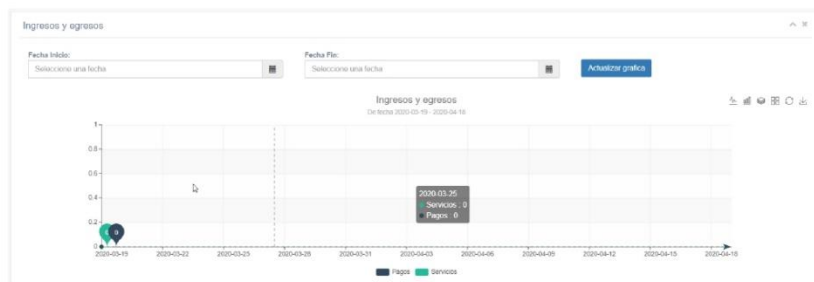 Ingresos y egresos
Fecha Inicio:
Fecha Fin:
Seleccione una fecha
Seleccione una fecha
Actualizar grafica
Ingresos y egresos
De fecha 2020-03-19 - 2020-04-18
1
0.8
0.6
0.4
0.2
0
2020-03-25
Servicios : 0
Pagos : 0
0
2020-03-19
2020-03-22
2020-03-25
2020-03-28
2020-03-31
2020-04-03
2020-04-06
2020-04-09
2020-04-12
2020-04-15
2020-04-18
Pagos
Servicios